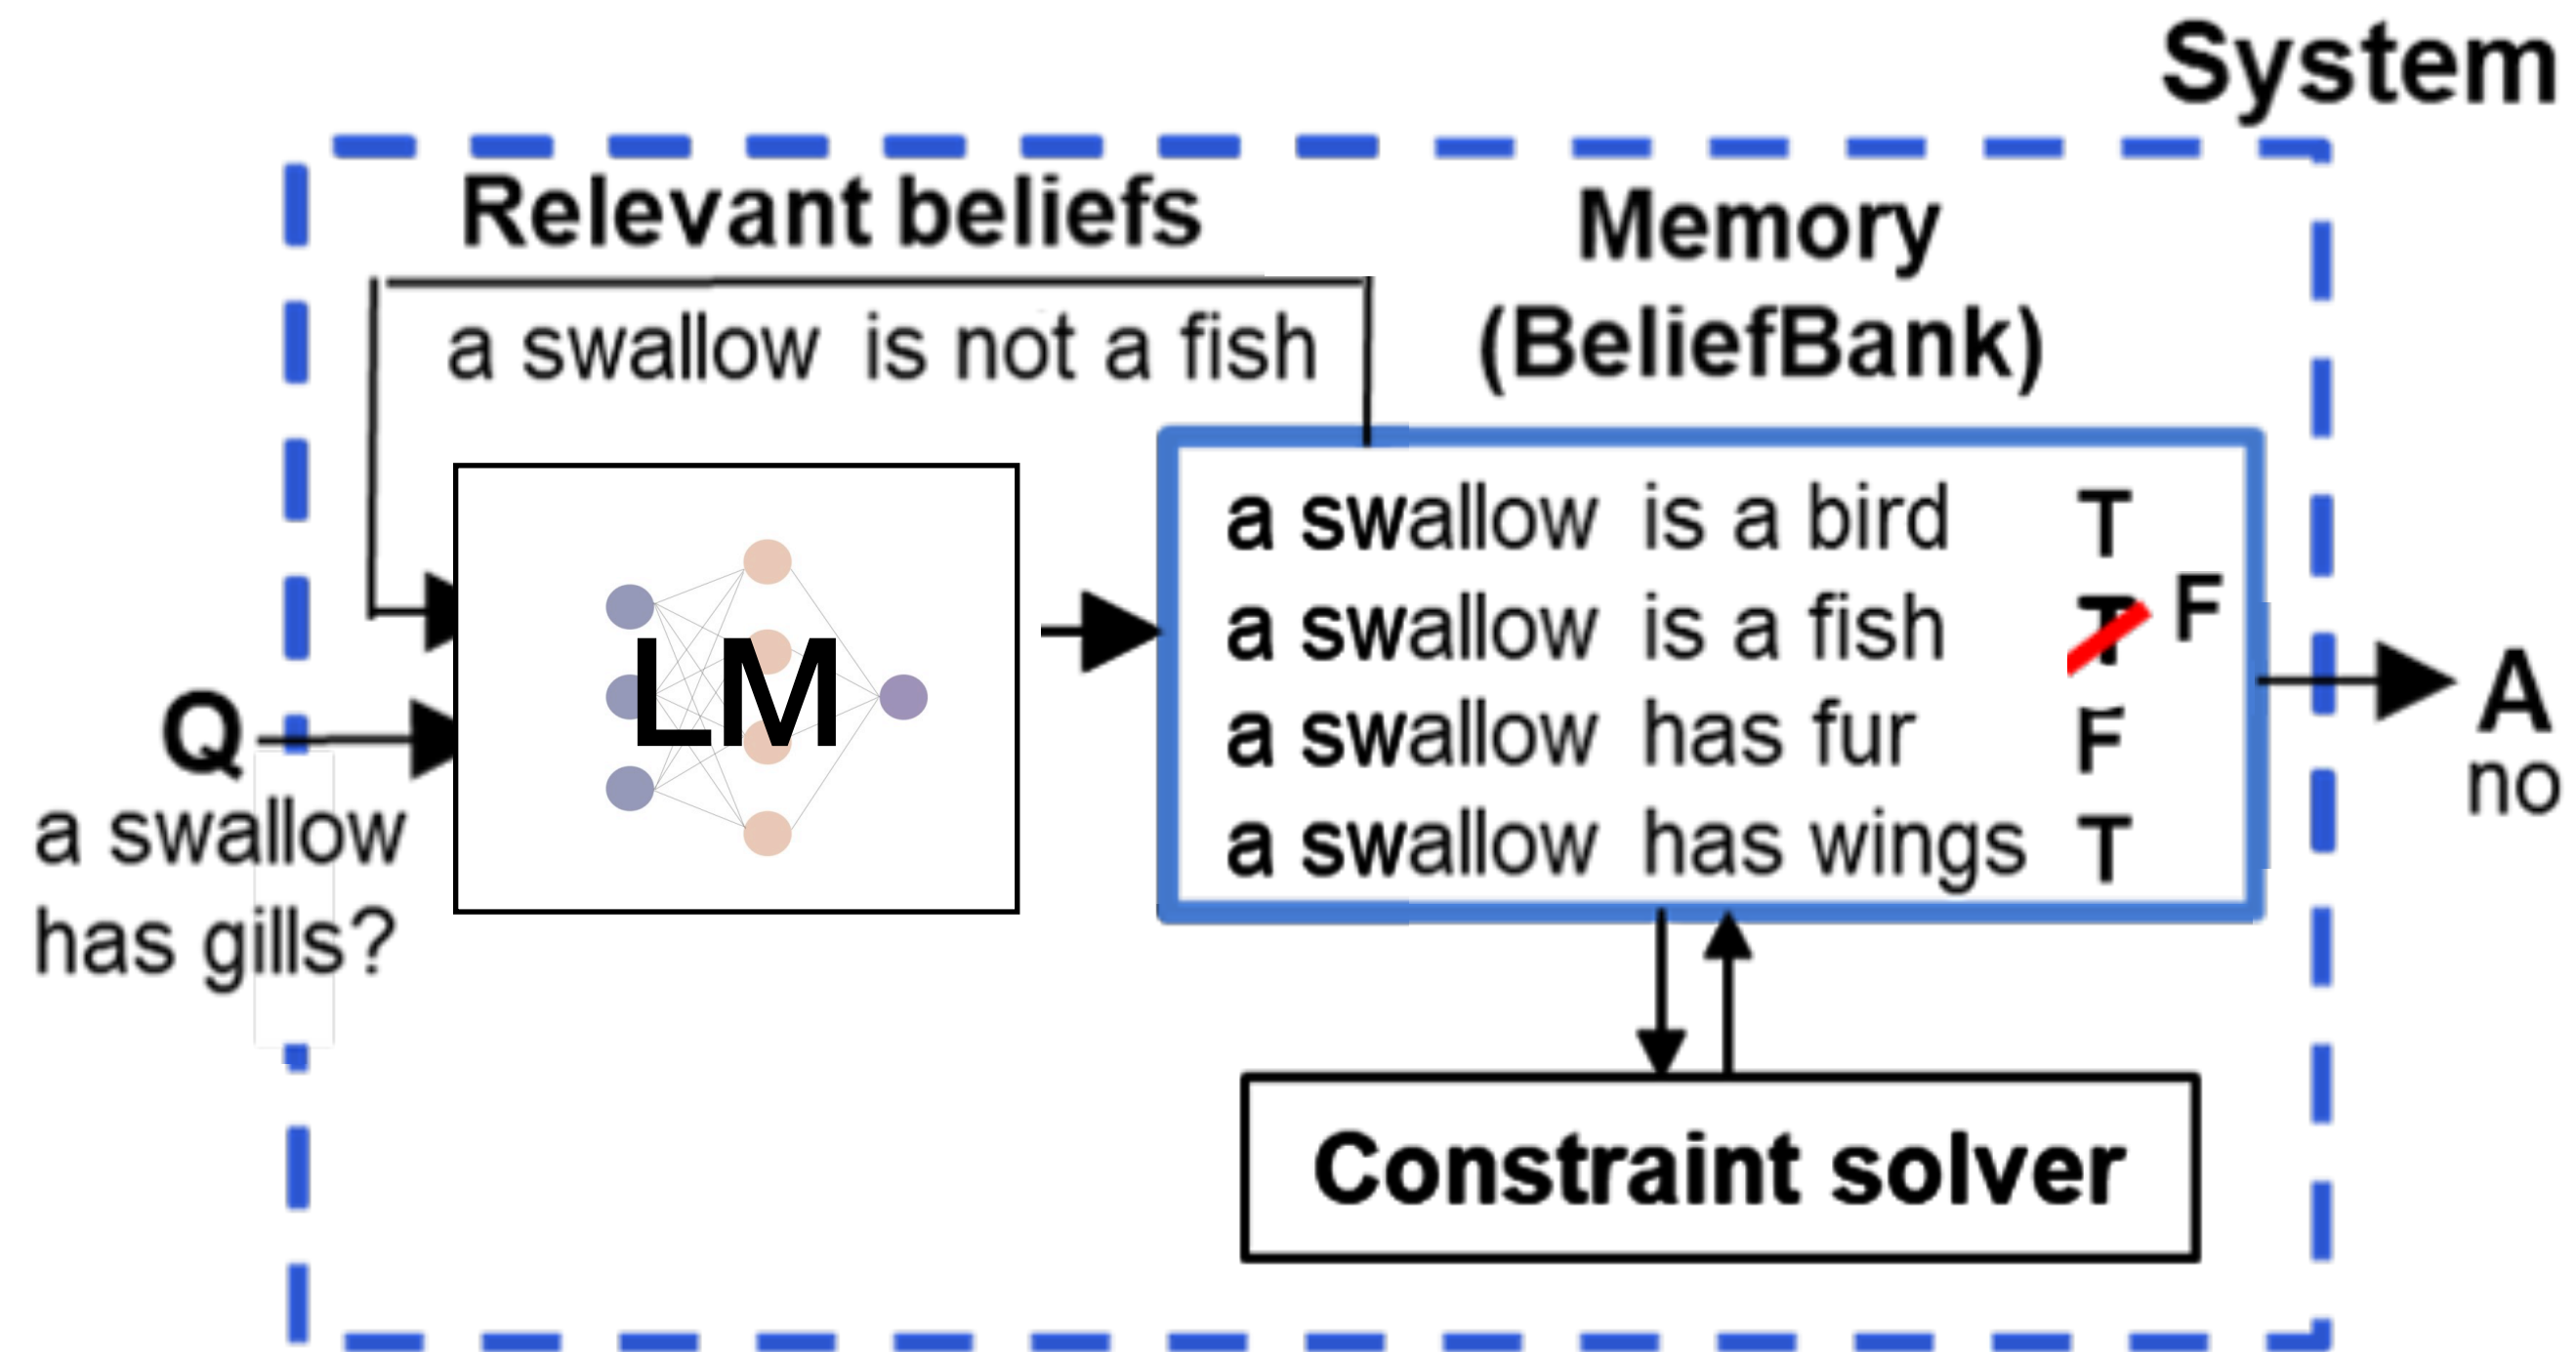 System
Relevant beliefs
a swallow is not a fish
Memory
(BeliefBank)
LM
Q
a swallow
has gills?
a swallow is a bird T
a swallow is a fish T F
a swallow has fur F
a swallow has wings T
A
no
Constraint solver